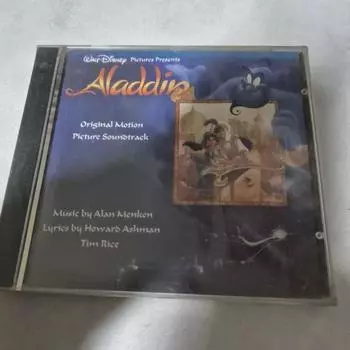 Walt Disney Pictures Presents
Aladdin
Original Motion
Picture Soundtrack
Music by Alan Menken
Lyrics by Howard Ashman
Tim Rice